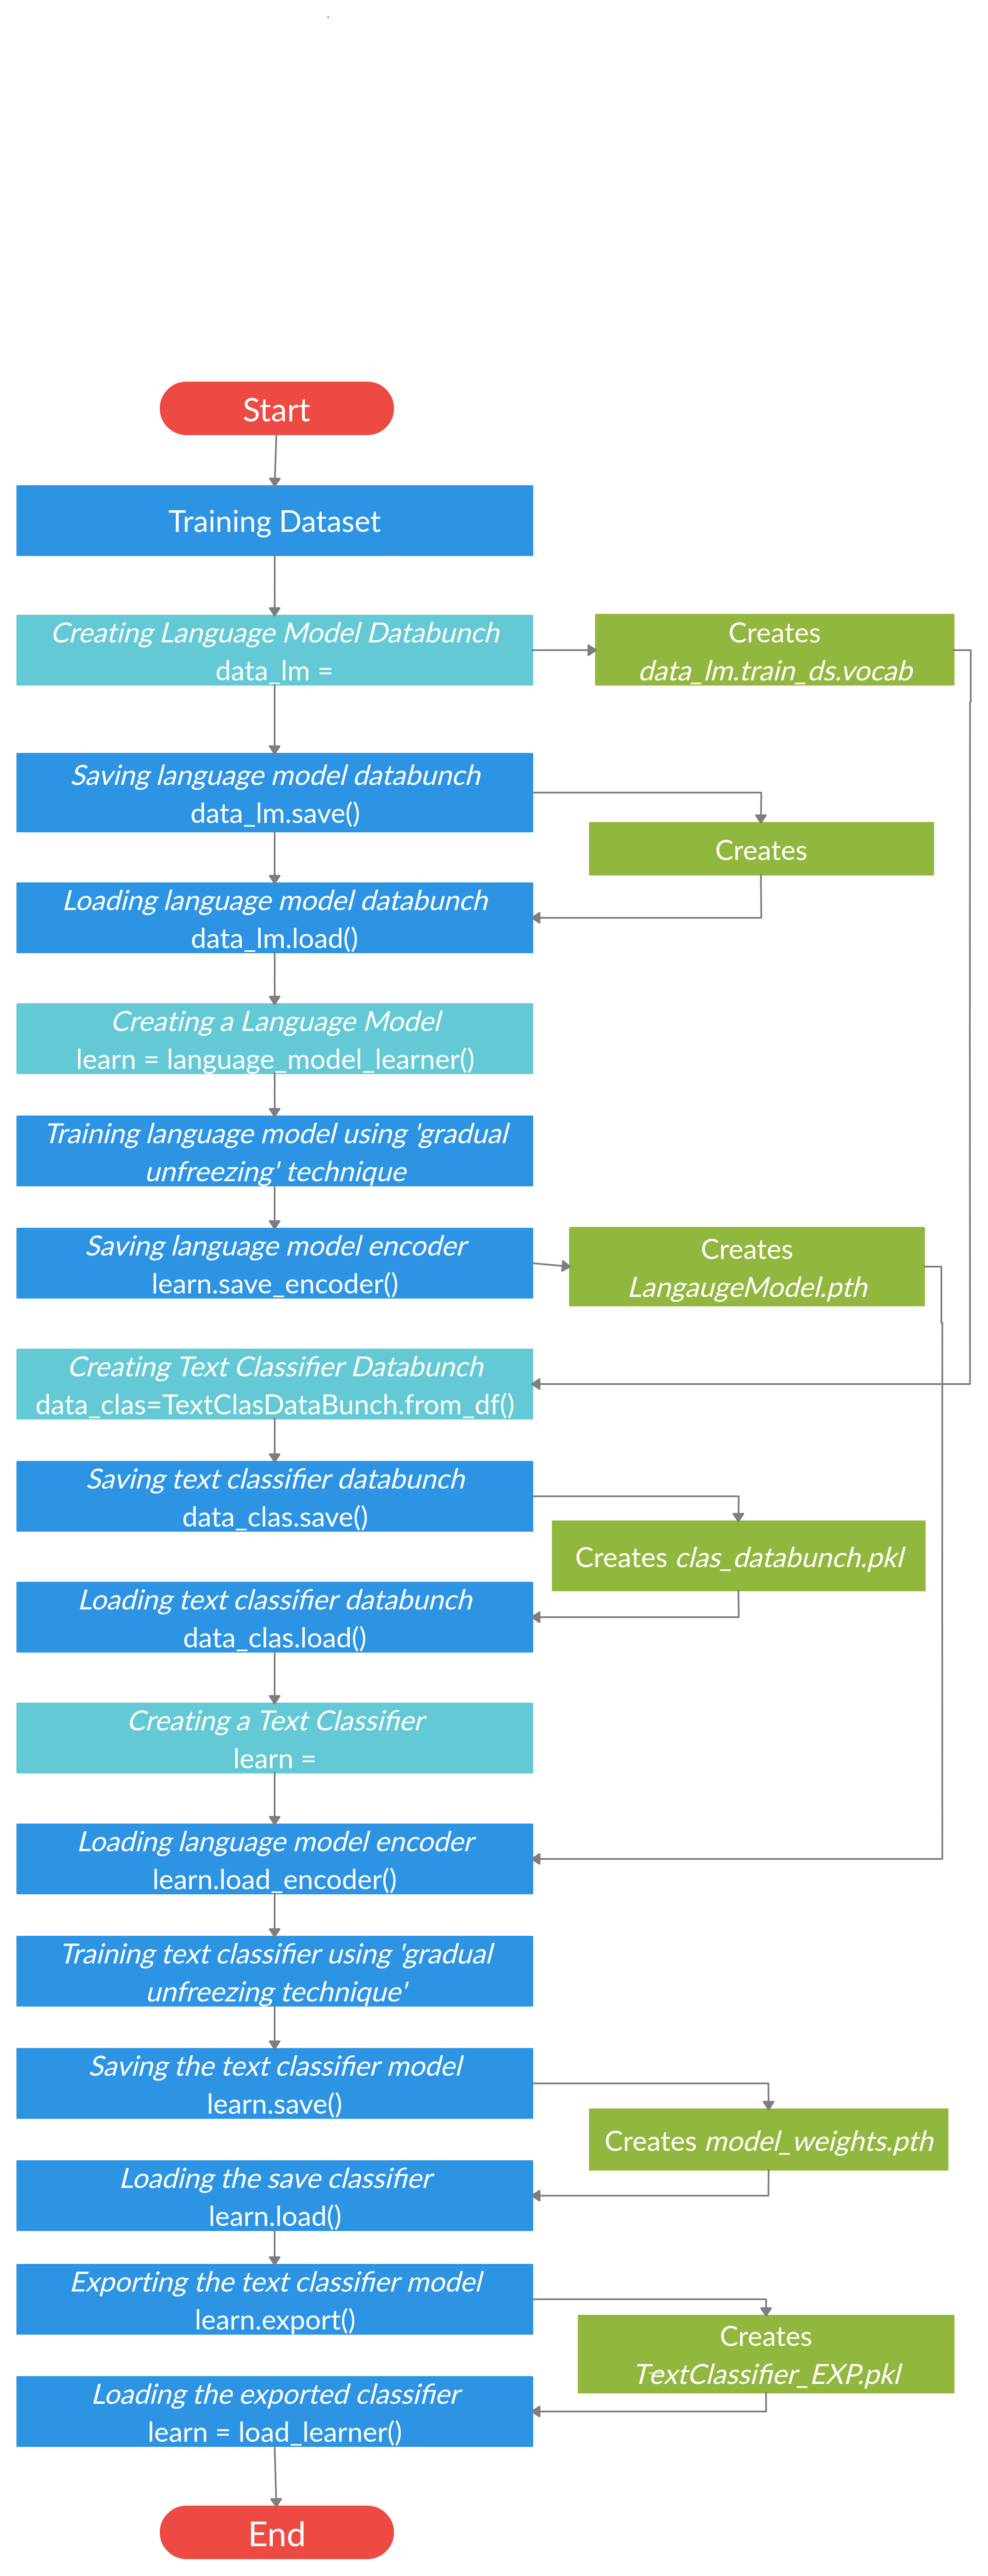 Start
Training Dataset
Creating Language Model Databunch
data_lm =
Creates
data_lm.train_ds.vocab
Saving language model databunch
data_lm.save()
Creates
Loading language model databunch
data_lm.load()
Creating a Language Model
learn = language_model_learner()
Training language model using 'gradual
unfreezing' technique
Saving language model encoder
learn.save_encoder()
Creates
LangaugeModel.pth
Creating Text Classifier Databunch
data_clas=TextClasDataBunch.from_df()
Saving text classifier databunch
data_clas.save()
Creates clas_databunch.pkl
Loading text classifier databunch
data_clas.load()
Creating a Text Classifier
learn =
Loading language model encoder
learn.load_encoder()
Training text classifier using 'gradual
unfreezing technique'
Saving the text classifier model
learn.save()
Creates model_weights.pth
Loading the save classifier
learn.load()
Exporting the text classifier model
learn.export()
Creates
TextClassifier_EXP.pkl
Loading the exported classifier
learn = load_learner()
End